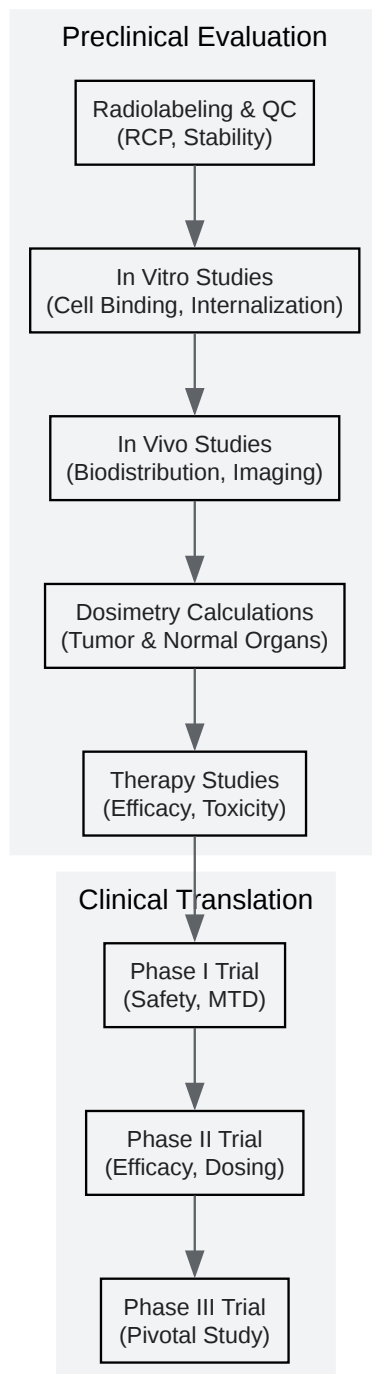 Preclinical Evaluation
Radiolabeling & QC
(RCP, Stability)
In Vitro Studies
(Cell Binding, Internalization)
In Vivo Studies
(Biodistribution, Imaging)
Dosimetry Calculations
(Tumor & Normal Organs)
Therapy Studies
(Efficacy, Toxicity)
Clinical Translation
Phase I Trial
(Safety, MTD)
Phase II Trial
(Efficacy, Dosing)
Phase III Trial
(Pivotal Study)